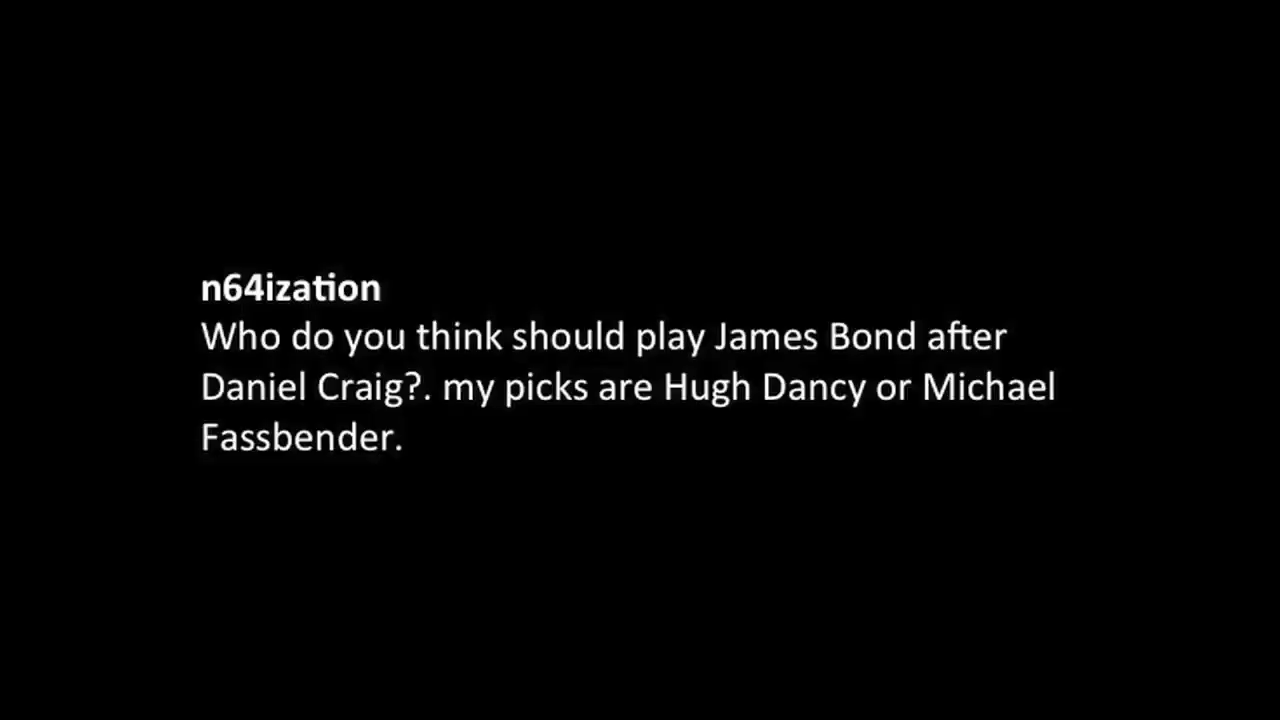 n64ization
Who do you think should play James Bond after
Daniel Craig?. my picks are Hugh Dancy or Michael
Fassbender.